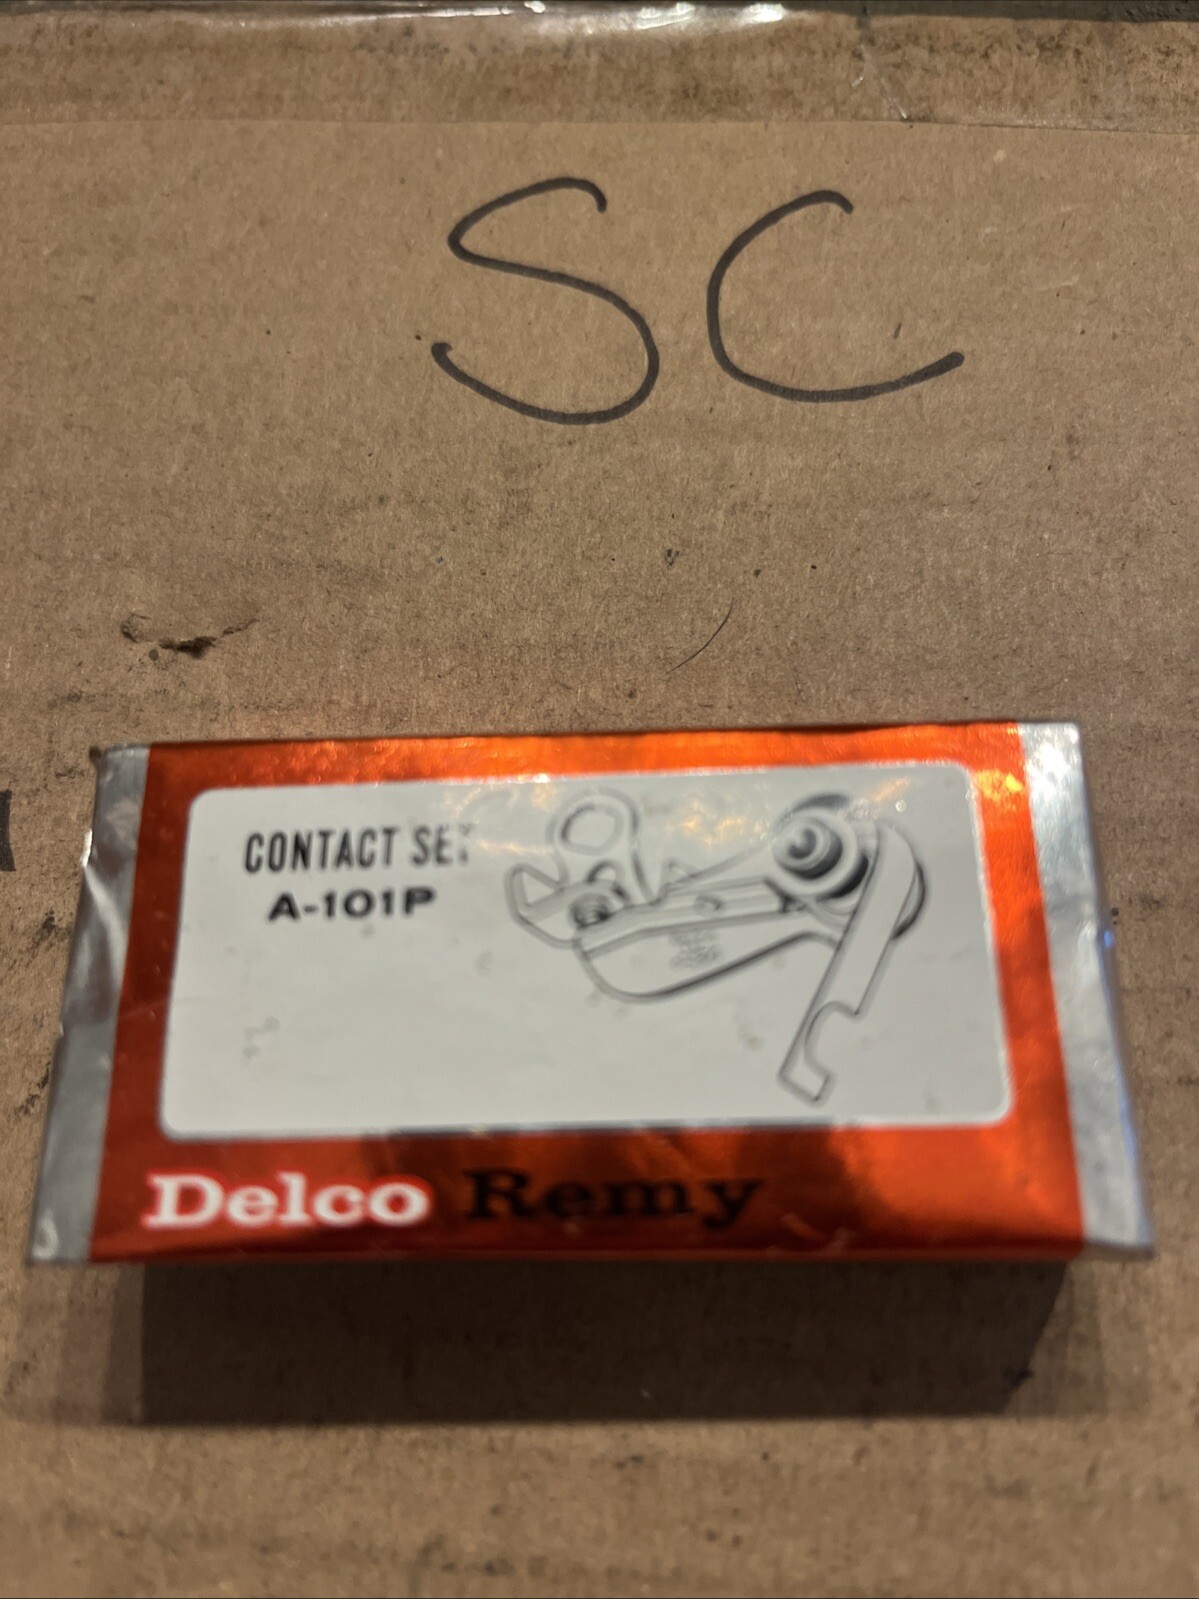 SC
CONTACT SET
A-101P
Delco Remy